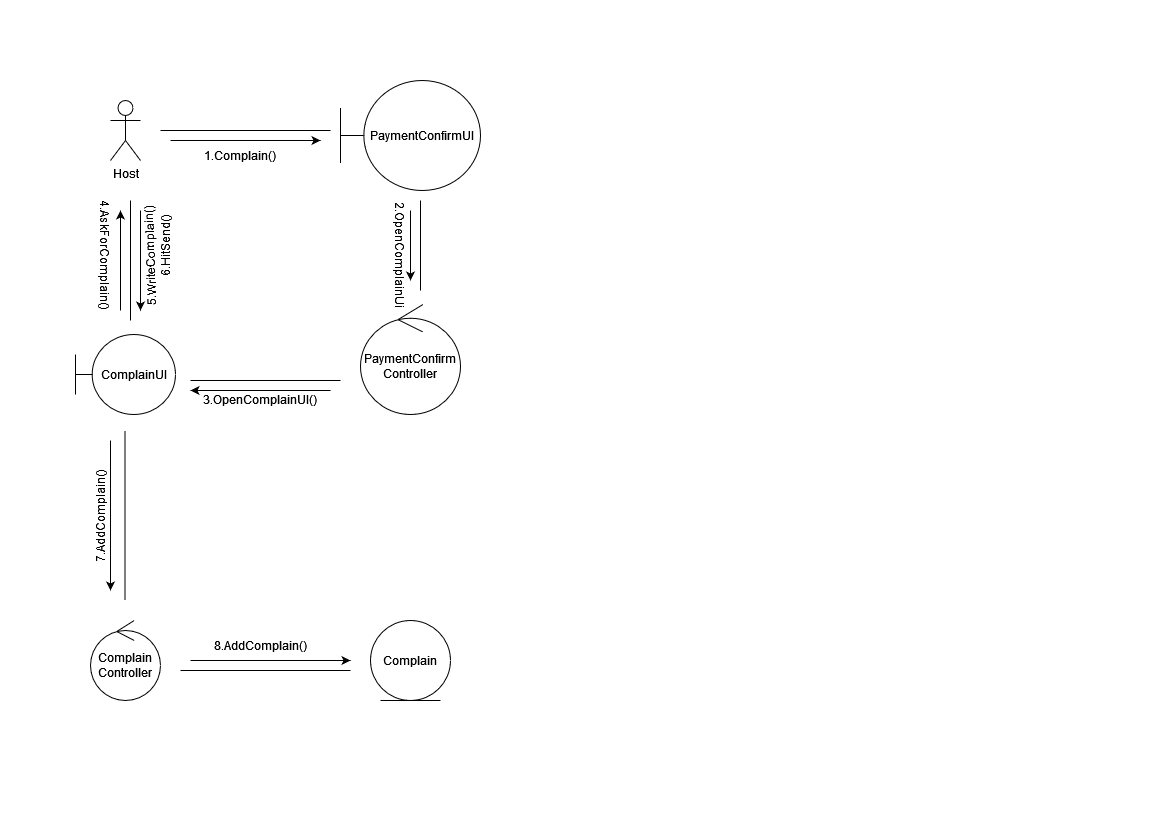 PaymentConfirmUI
1.Complain()
Host
4.AskForComplain()
5.WriteComplain()
6.HitSend()
2.OpenComplainUi
PaymentConfirm
Controller
ComplainUI
3.OpenComplainUI()
7.AddComplain()
8.AddComplain()
Complain
Controller
Complain